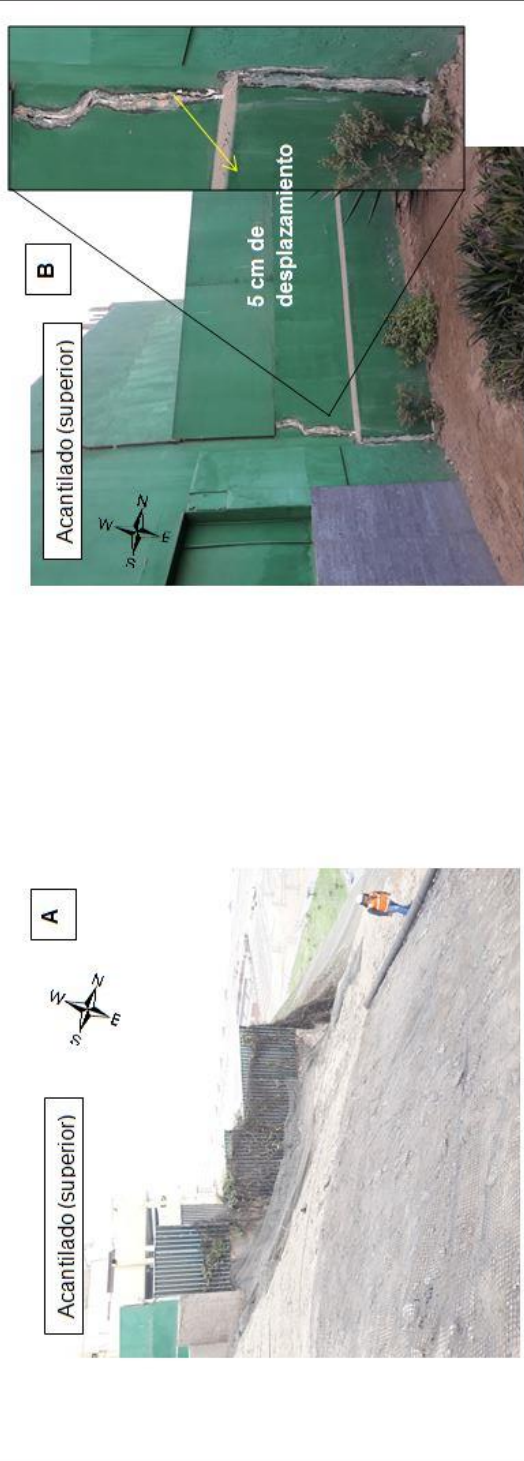 A
Acantilado (superior)
W
N
S
E
B
Acantilado (superior)
W
N
S
E
5 cm de
desplazamiento